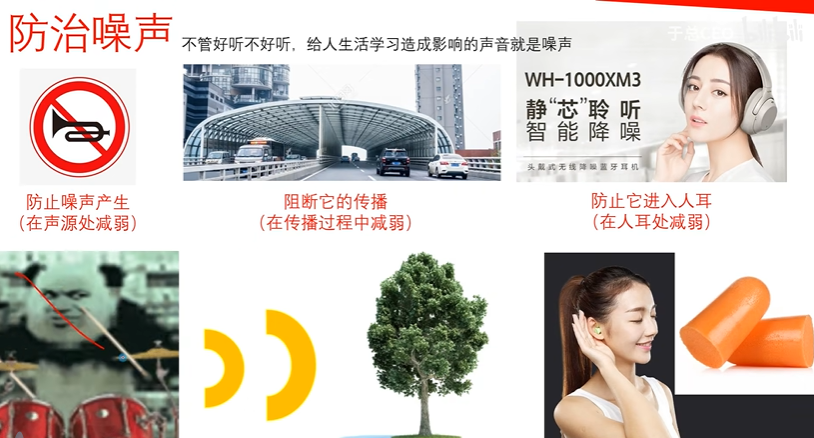 防治噪声
不管好听不好听，给人生活学习造成影响的声音就是噪声
WH-1000XM3
静“芯”聆 听
智能降噪
头戴式无线降噪蓝牙耳机
防止噪声产生
（在声源处减弱）
阻断它的传播
（在传播过程中减弱）
防止它进入人耳
（在人耳处减弱）